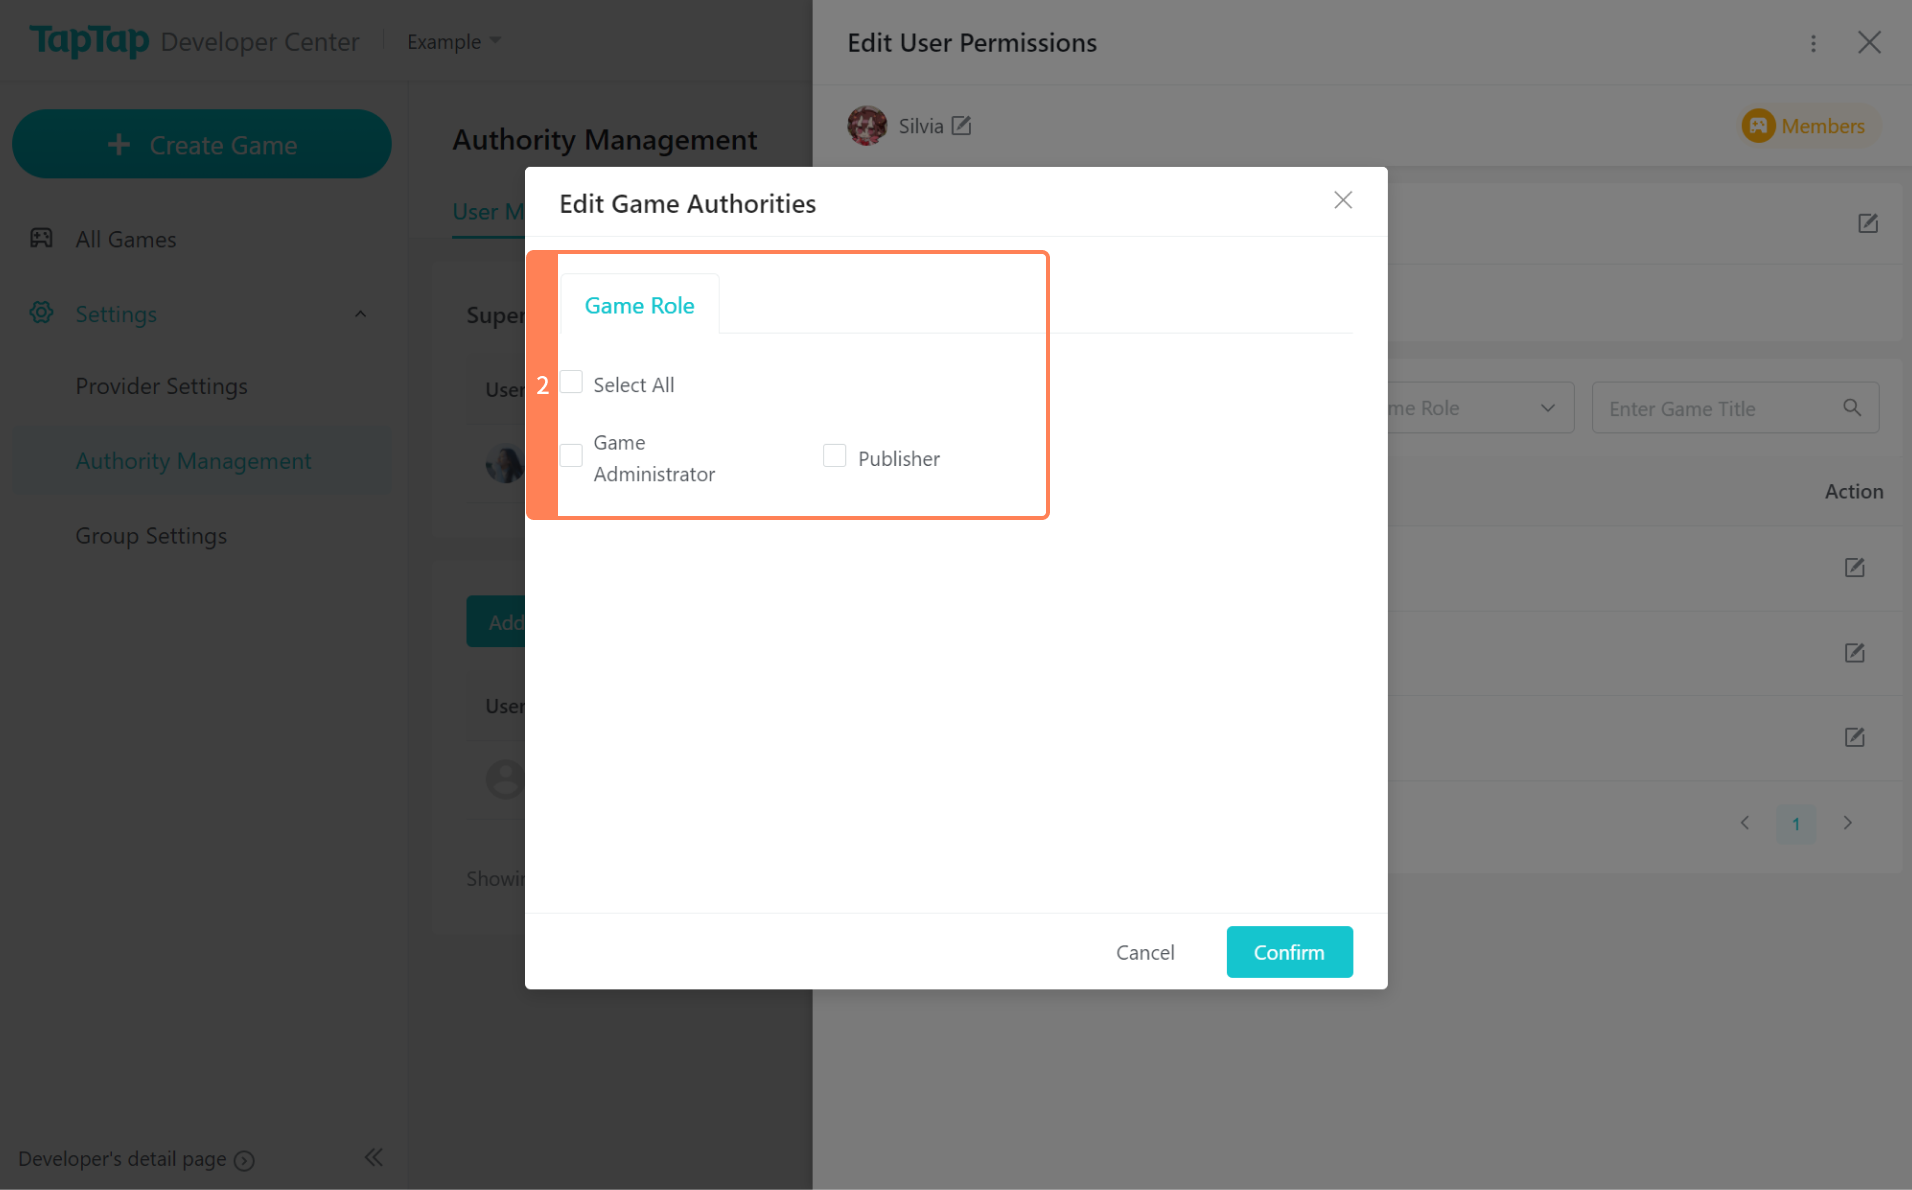 TapTap Developer Center
Example
Edit User Permissions
Create Game
Authority Management
Silvia
Members
Edit Game Authorities
All Games
User M
Game Role
Settings
Super
2
Select All
Provider Settings
User
me Role
Enter Game Title
Game
Administrator
Publisher
Authority Management
Action
Group Settings
Add
User
1
Showin
Cancel
Confirm
Developer's detail page